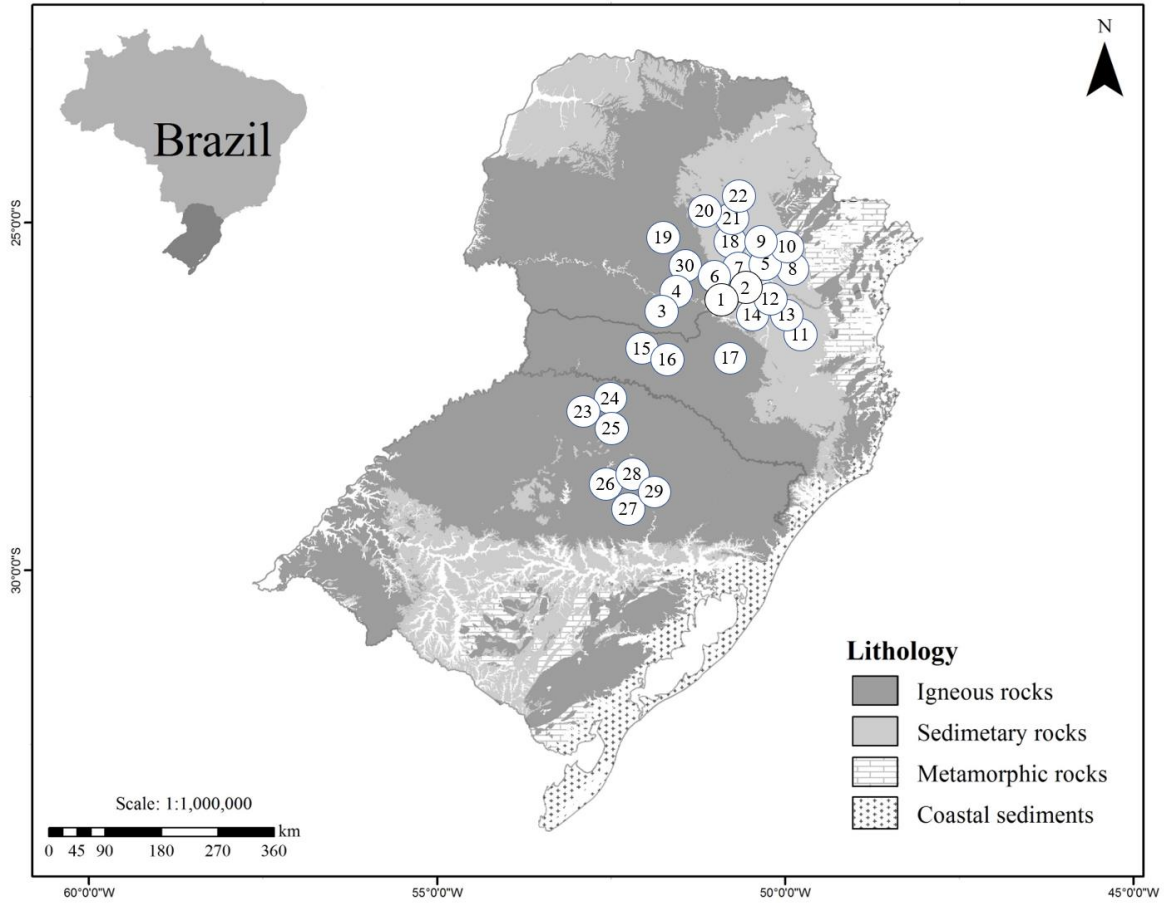 N
Brazil
22
20
21
19
18
9
10
30
7
5
8
6
4
2
1
12
3
14
13
11
15
16
17
24
23
25
28
26
29
27
25°0'0"S
30°0'0"S
Lithology
Igneous rocks
Sedimetary rocks
Metamorphic rocks
Coastal sediments
Scale: 1:1,000,000
km
0 45 90 180 270 360
60°0'0"W 55°0'0"W 50°0'0"W 45°0'0"W